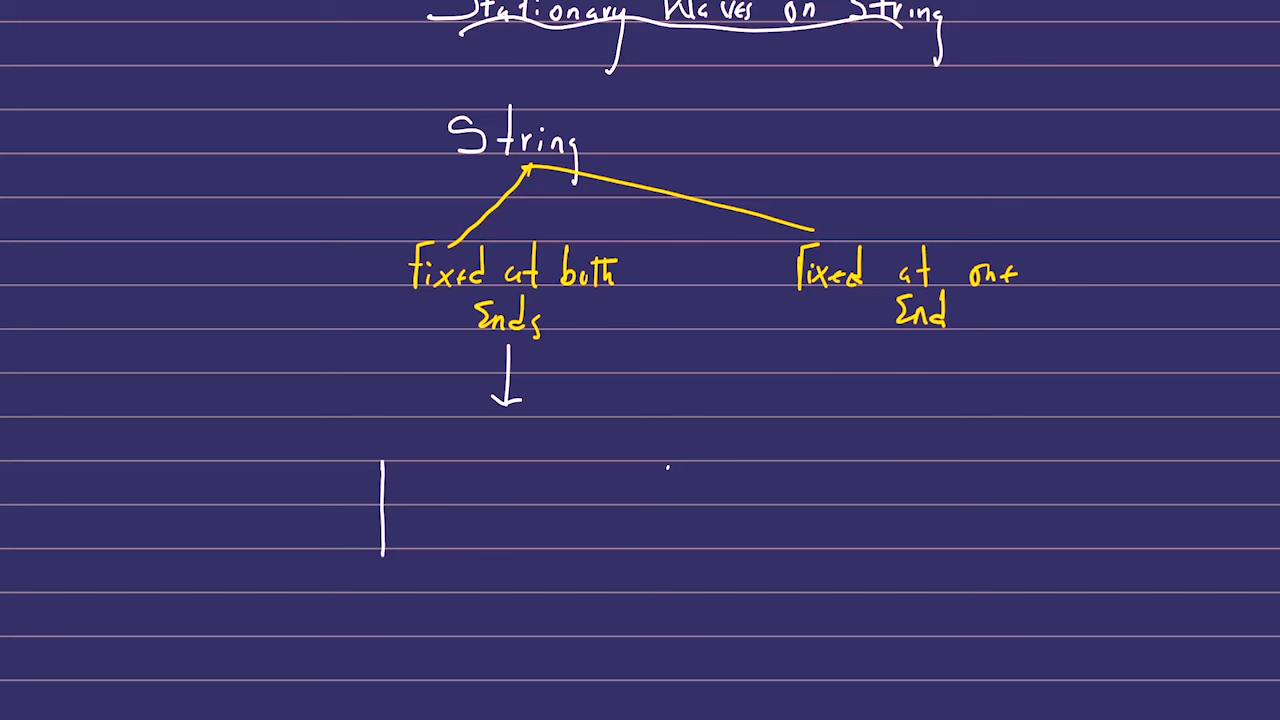 Stationary Waves on String
String
Fixed at both Ends
Fixed at one End